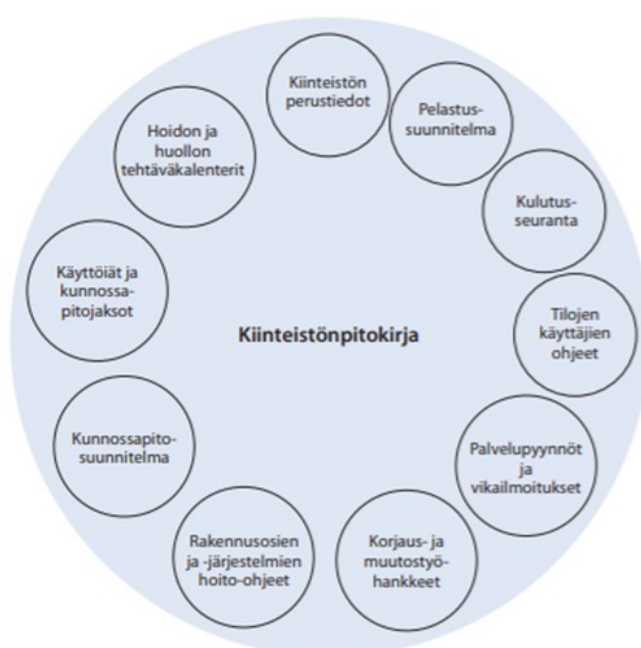 Kiinteistön
perustiedot
Pelastus-
suunnitelma
Kulutus-
seuranta
Tilojen
käyttäjien
ohjeet
Palvelupyynnöt
ja
vikailmoitukset
Korjaus- ja
muutostyö-
hankkeet
Rakennusosien
ja -järjestelmien
hoito-ohjeet
Kunnossapito-
suunnitelma
Käyttöiät ja
kunnossa-
pitojaksot
Hoidon ja
huollon
tehtäväkalenterit
Kiinteistönpitokirja